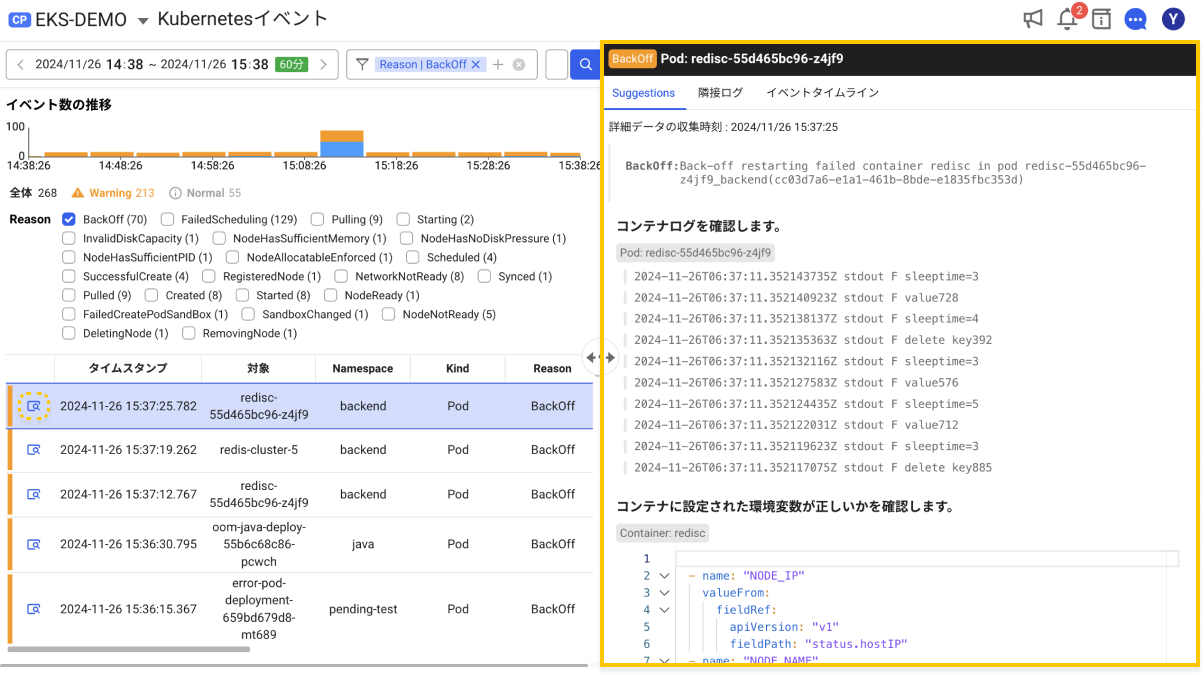 CP EKS-DEMO Kubernetesイベント
2
Y
2024/11/26 14:38 ~ 2024/11/26 15:38 60分
Reason | BackOff
イベント数の推移
100
0
14:38:26 14:48:26 14:58:26 15:08:26 15:18:26 15:28:26 15:38:26
全体 268 Warning 213 Normal 55
Reason BackOff (70) FailedScheduling (129) Pulling (9) Starting (2)
InvalidDiskCapacity (1) NodeHasSufficientMemory (1) NodeHasNoDiskPressure (1)
NodeHasSufficientPID (1) NodeAllocatableEnforced (1) Scheduled (4)
SuccessfulCreate (4) RegisteredNode (1) NetworkNotReady (8) Synced (1)
Pulled (9) Created (8) Started (8) NodeReady (1)
FailedCreatePodSandBox (1) SandboxChanged (1) NodeNotReady (5)
DeletingNode (1) RemovingNode (1)
タイムスタンプ 対象 Namespace Kind Reason
2024-11-26 15:37:25.782 redisc-55d465bc96-z4jf9 backend Pod BackOff
2024-11-26 15:37:19.262 redis-cluster-5 backend Pod BackOff
2024-11-26 15:37:12.767 redisc-55d465bc96-z4jf9 backend Pod BackOff
2024-11-26 15:36:30.795 oom-java-deploy-55b6c68c86-pcwch java Pod BackOff
2024-11-26 15:36:15.367 error-pod-deployment-659bd679d8-mt689 pending-test Pod BackOff
BackOff Pod: redisc-55d465bc96-z4jf9
Suggestions 隣接ログ イベントタイムライン
詳細データの収集時刻 : 2024/11/26 15:37:25
BackOff:Back-off restarting failed container redisc in pod redisc-55d465bc96-
z4jf9_backend(cc03d7a6-e1a1-461b-8bde-e1835fbc353d)
コンテナログを確認します。
Pod: redisc-55d465bc96-z4jf9
2024-11-26T06:37:11.352143735Z stdout F sleeptime=3
2024-11-26T06:37:11.352140923Z stdout F value728
2024-11-26T06:37:11.352138137Z stdout F sleeptime=4
2024-11-26T06:37:11.352135363Z stdout F delete key392
2024-11-26T06:37:11.352132116Z stdout F sleeptime=3
2024-11-26T06:37:11.352127583Z stdout F value576
2024-11-26T06:37:11.352124435Z stdout F sleeptime=5
2024-11-26T06:37:11.352122031Z stdout F value712
2024-11-26T06:37:11.352119623Z stdout F sleeptime=3
2024-11-26T06:37:11.352117075Z stdout F delete key885
コンテナに設定された環境変数が正しいかを確認します。
Container: redisc
1
2 - name: "NODE_IP"
3 valueFrom:
4 fieldRef:
5 apiVersion: "v1"
6 fieldPath: "status.hostIP"
7 - name: "NODE_NAME"